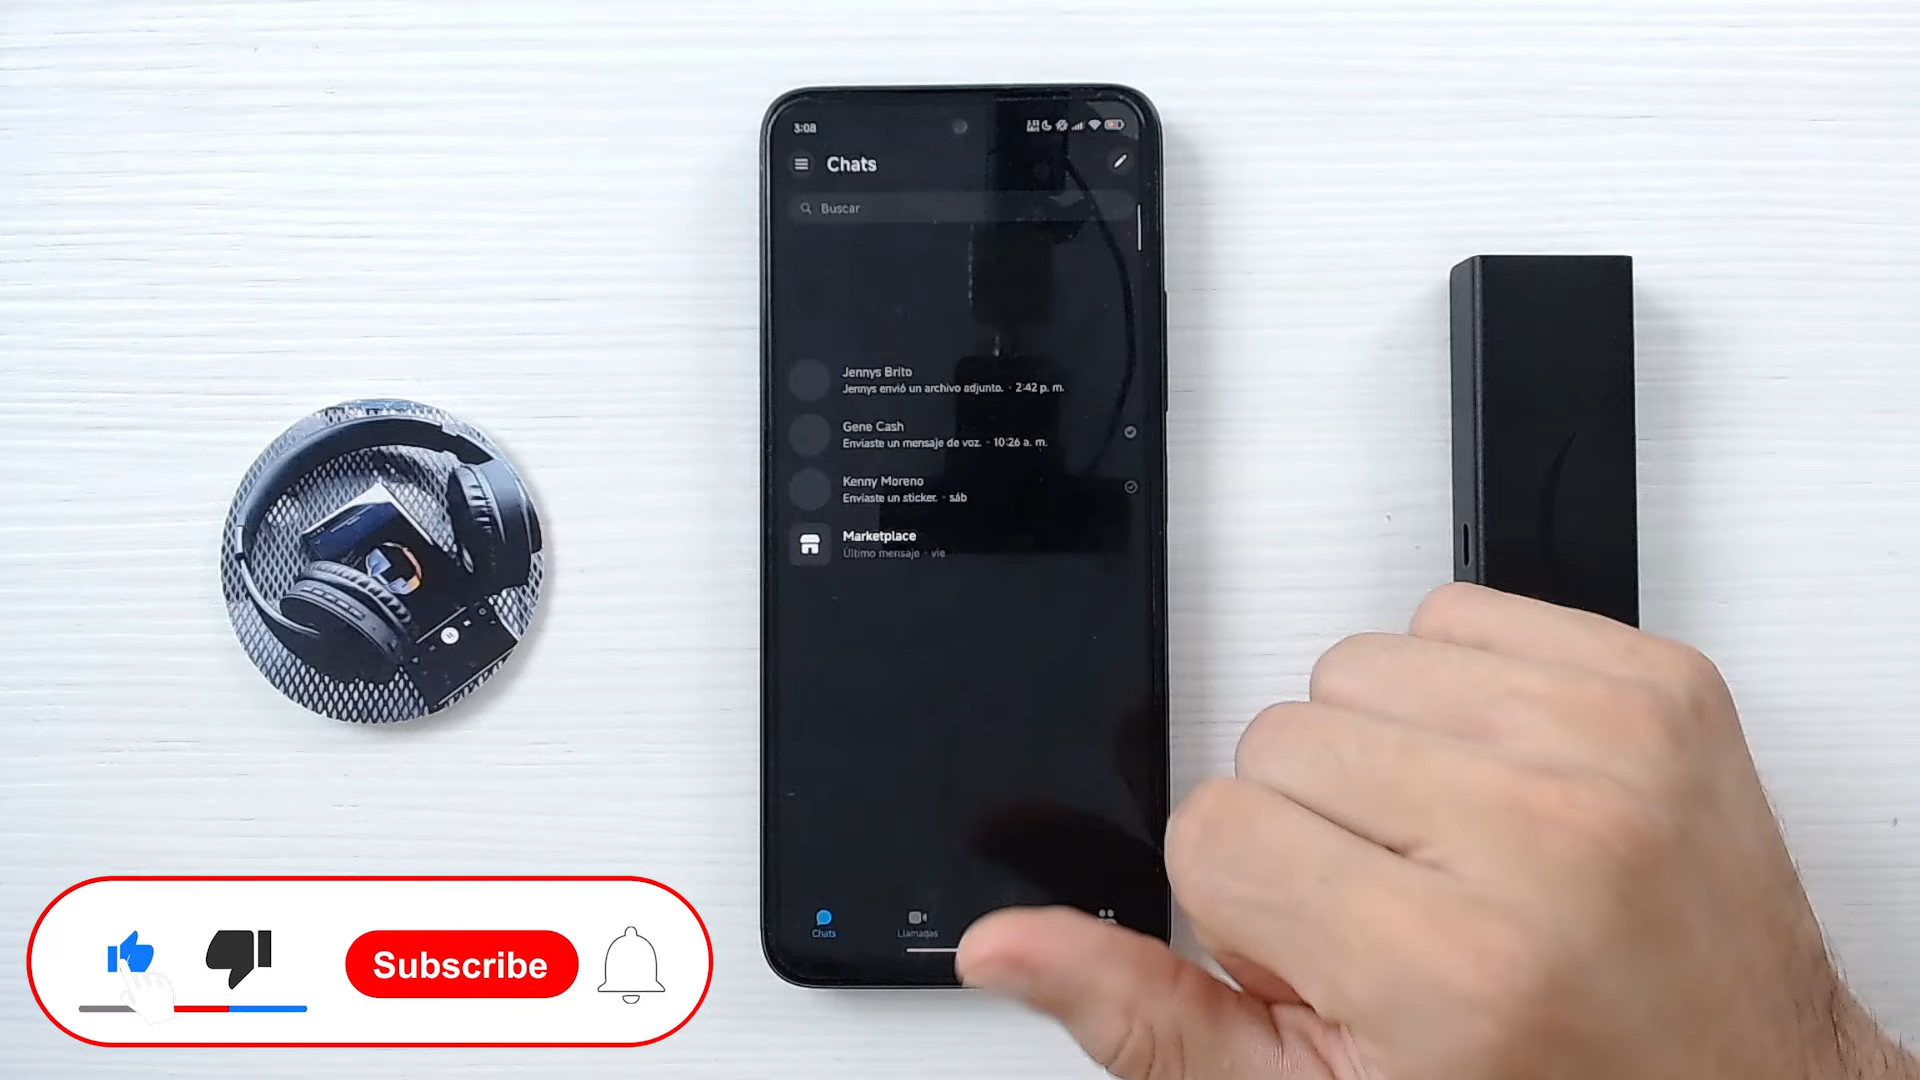 3:08
Chats
Buscar
Jennys Brito
Jennys envió un archivo adjunto. · 2:42 p. m.
Gene Cash
Enviaste un mensaje de voz. · 10:26 a. m.
Kenny Moreno
Enviaste un sticker. · sáb
Marketplace
Último mensaje · vie
Chats
Llamadas
Subscribe